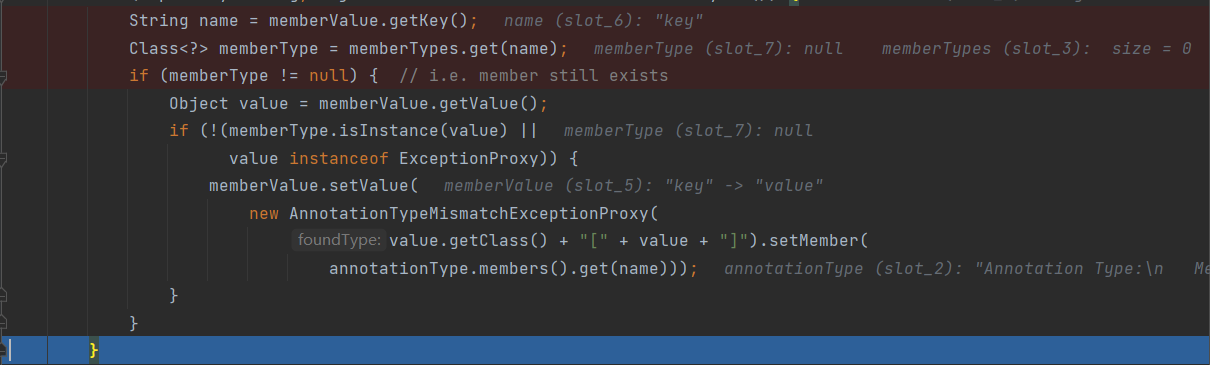 String name = memberValue.getKey(); name (slot_6): "key"
Class<?> memberType = memberTypes.get(name); memberType (slot_7): null memberTypes (slot_3): size = 0
if (memberType != null) { // i.e. member still exists
Object value = memberValue.getValue();
if (!(memberType.isInstance(value) || memberType (slot_7): null
value instanceof ExceptionProxy)) {
memberValue.setValue( memberValue (slot_5): "key" -> "value"
new AnnotationTypeMismatchExceptionProxy(
foundType: value.getClass() + "[" + value + "]").setMember(
annotationType.members().get(name))); annotationType (slot_2): "Annotation Type:\n Me
}
}
}